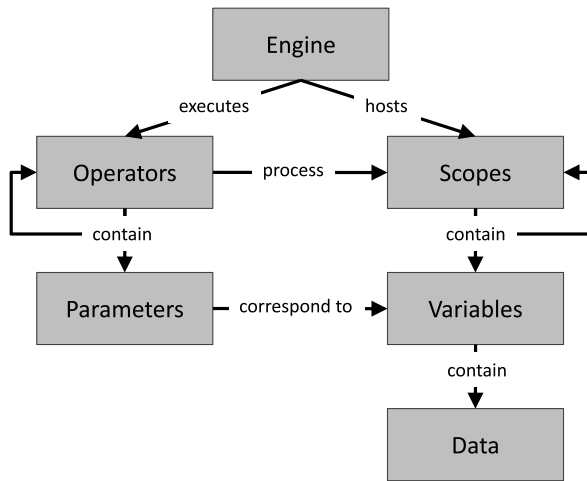 Engine
executes
hosts
Operators
process
Scopes
contain
contain
Parameters
correspond to
Variables
contain
Data